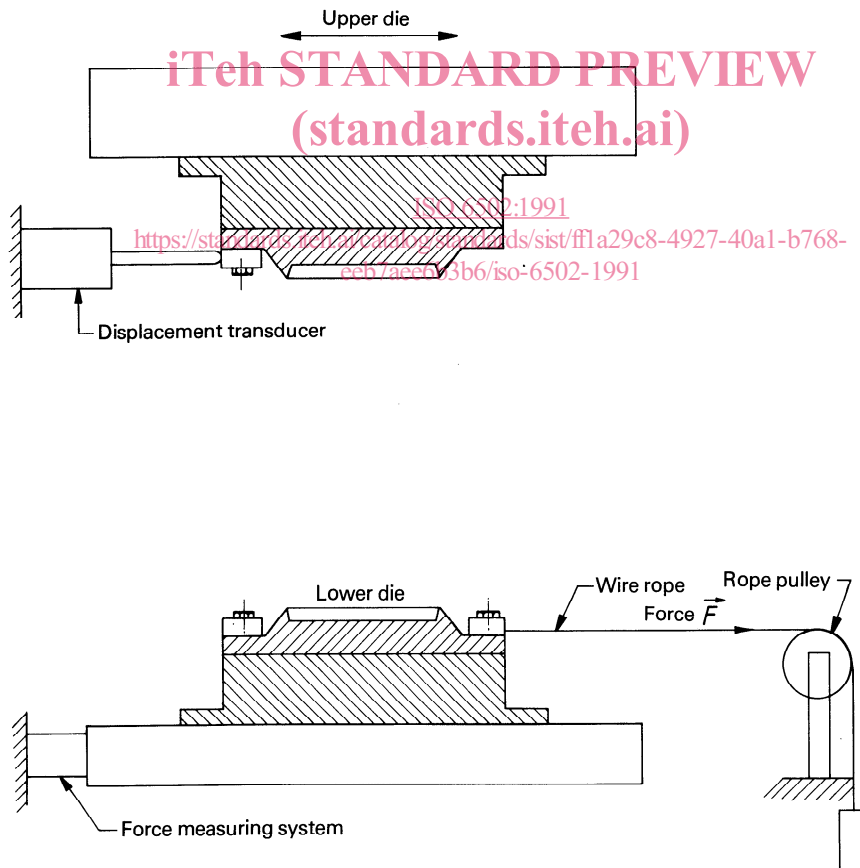 Upper die
iTeh STANDARD PREVIEW
(standards.iteh.ai)
ISO 6502:1991
https://standards.iteh.ai/catalog/standards/sist/ff1a29c8-4927-40a1-b768-
eeb7aee6b3b6/iso-6502-1991
Displacement transducer
Lower die
Wire rope
Rope pulley
Force F
Force measuring system